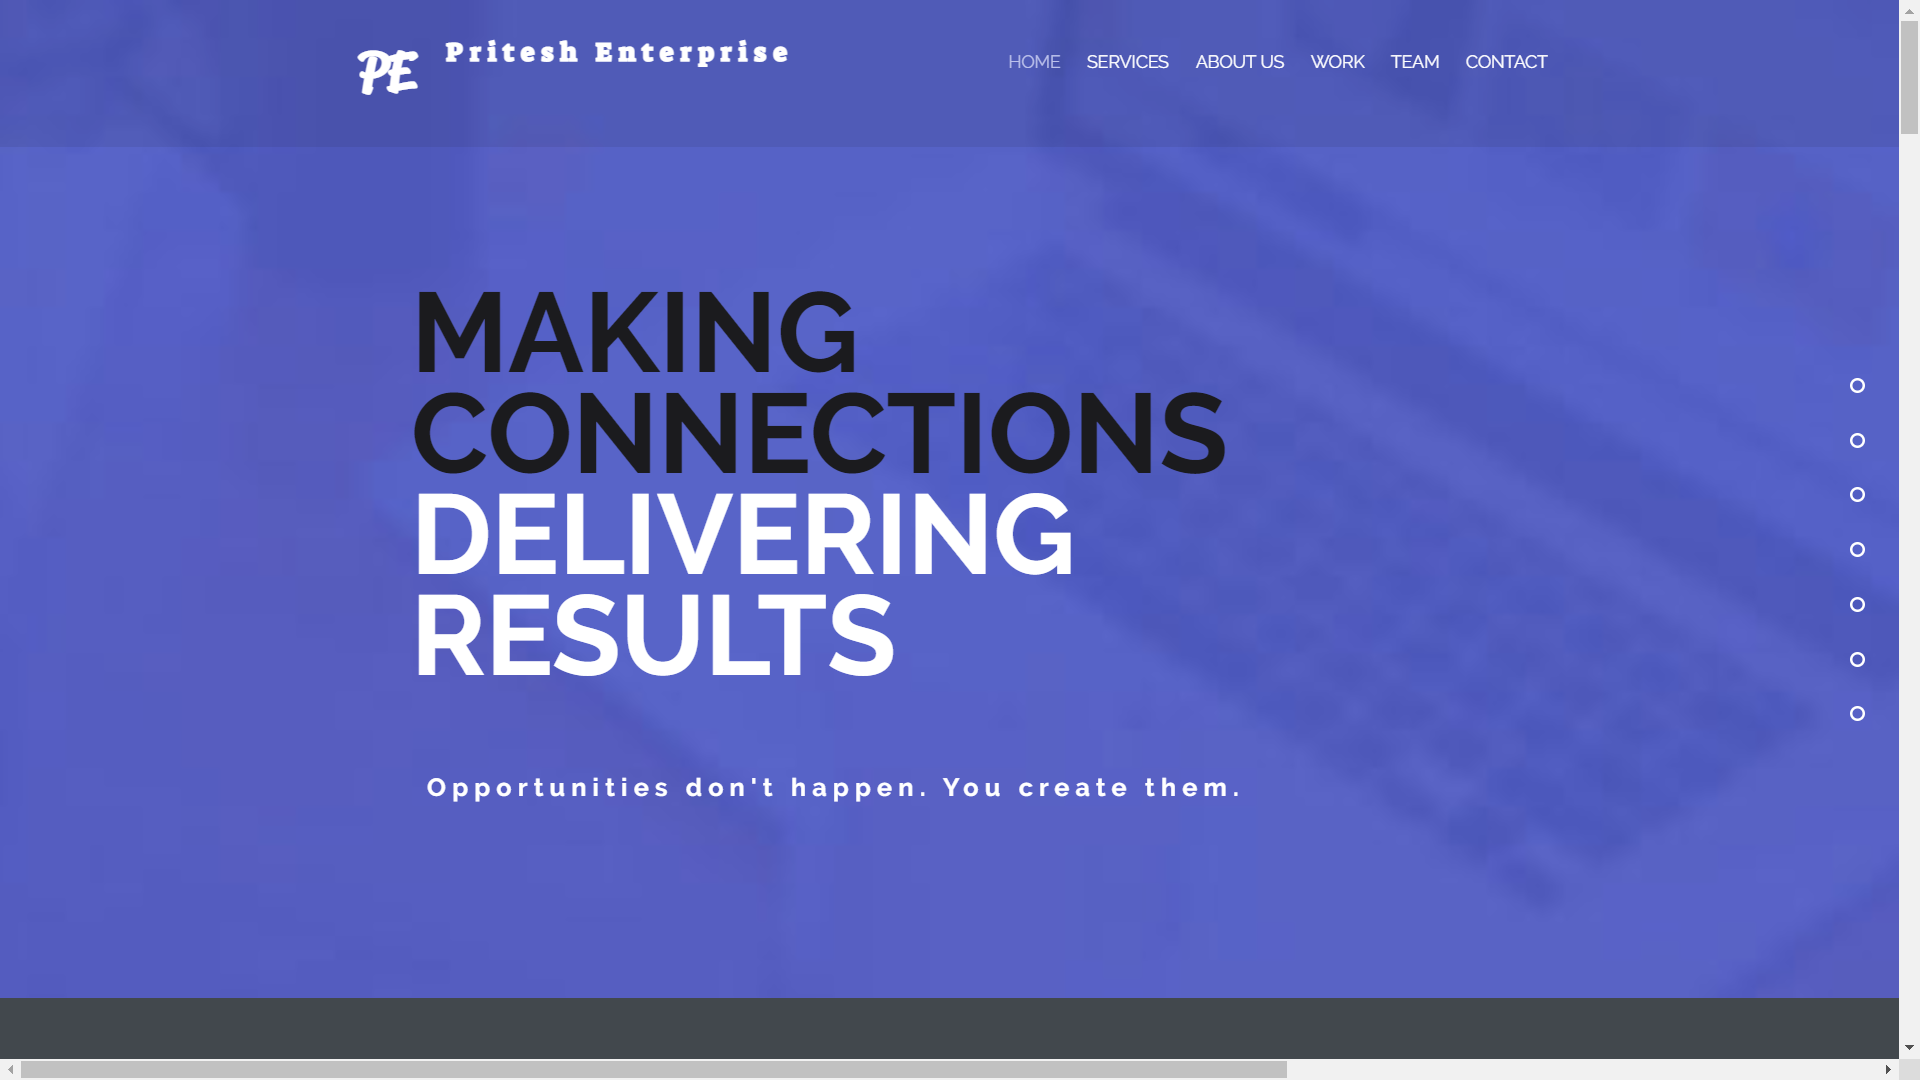 PE
Pritesh Enterprise
HOME SERVICES ABOUT US WORK TEAM CONTACT
MAKING
CONNECTIONS
DELIVERING
RESULTS
Opportunities don't happen. You create them.